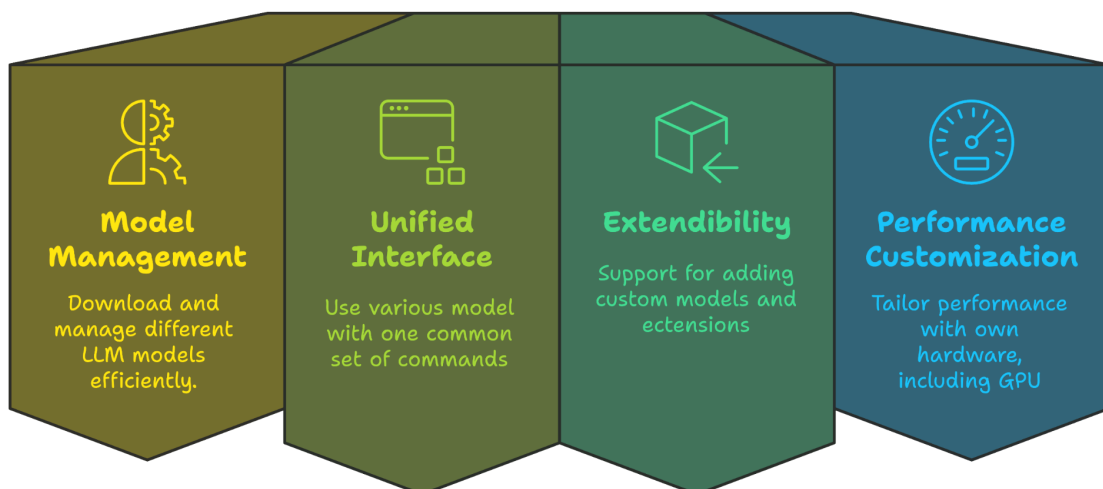 Model
Management
Download and
manage different
LLM models
efficiently.
Unified
Interface
Use various model
with one common
set of commands
Extendibility
Support for adding
custom models and
ectensions
Performance
Customization
Tailor performance
with own
hardware,
including GPU